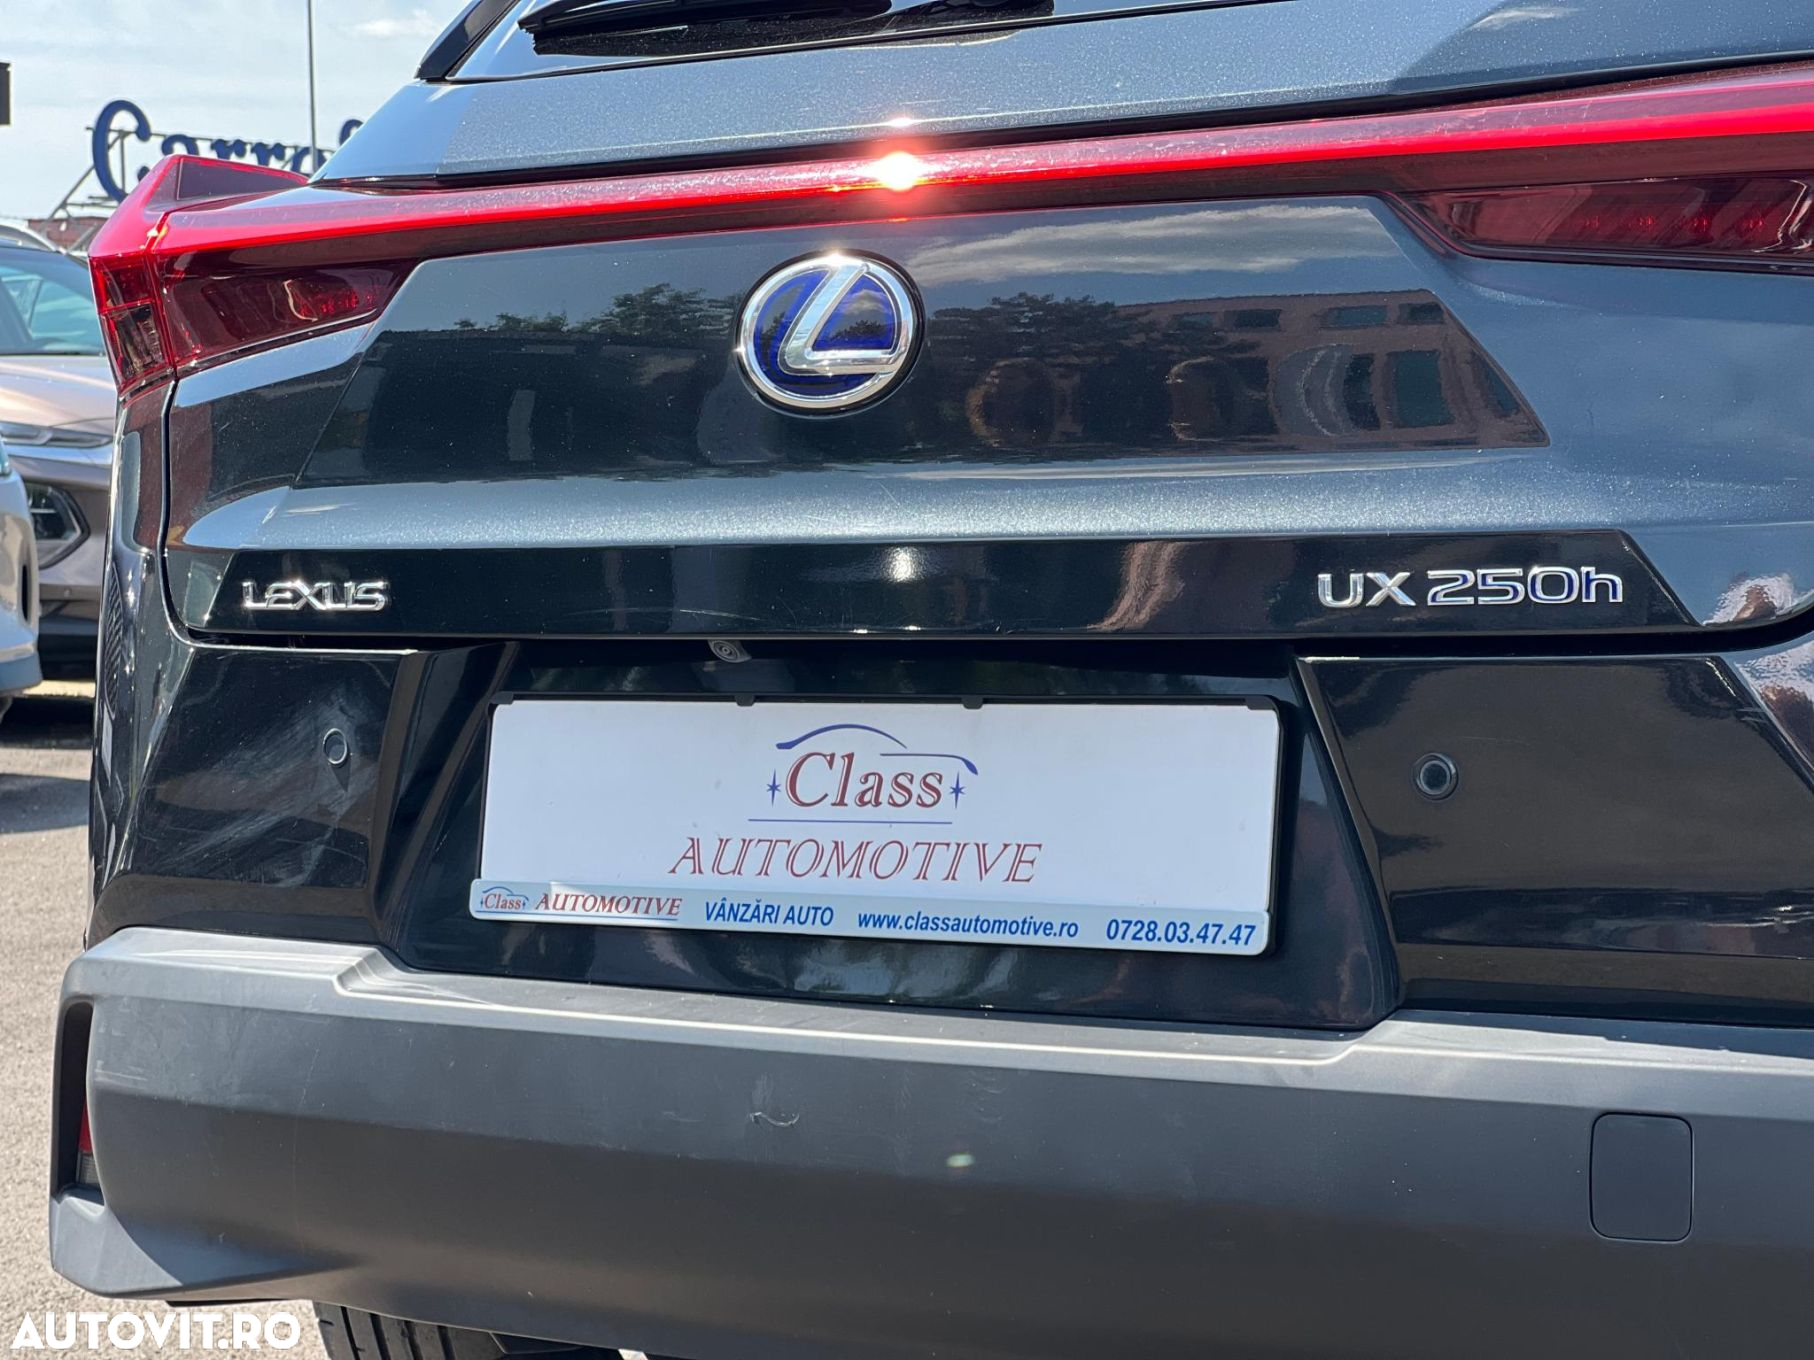 LEXUS
UX 250h
Class
AUTOMOTIVE
Class AUTOMOTIVE VÂNZĂRI AUTO www.classautomotive.ro 0728.03.47.47
AUTOVIT.RO